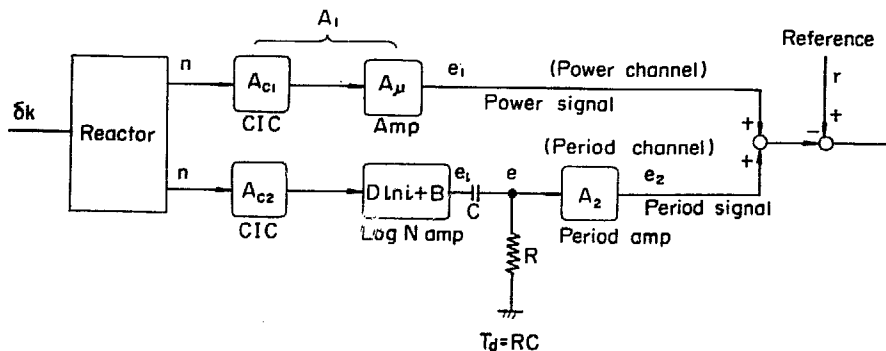 A₁
Reference
r
n
e₁
(Power channel)
A_C1
A_μ
Power signal
δk
Reactor
CIC
Amp
+
+
−
+
(Period channel)
n
eᵢ
e
e₂
A_C2
D ln i + B
C
A₂
Period signal
CIC
Log N amp
Period amp
R
T_d=RC